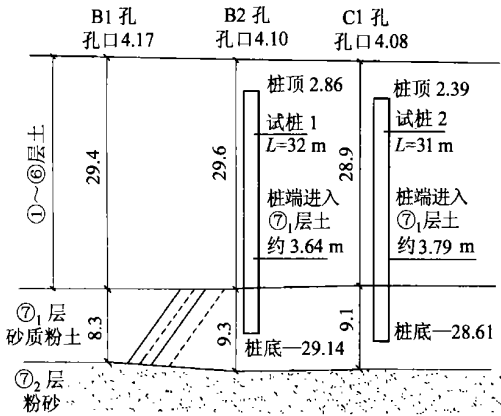 B1 孔
孔口4.17
B2 孔
孔口4.10
C1 孔
孔口4.08
桩顶 2.86
桩顶 2.39
试桩 1
L=32 m
试桩 2
L=31 m
①~⑥层土
29.4
29.6
28.9
桩端进入
⑦₁层土
约 3.64 m
桩端进入
⑦₁层土
约 3.79 m
⑦₁层
砂质粉土
8.3
9.3
9.1
桩底—29.14
桩底—28.61
⑦₂层
粉砂